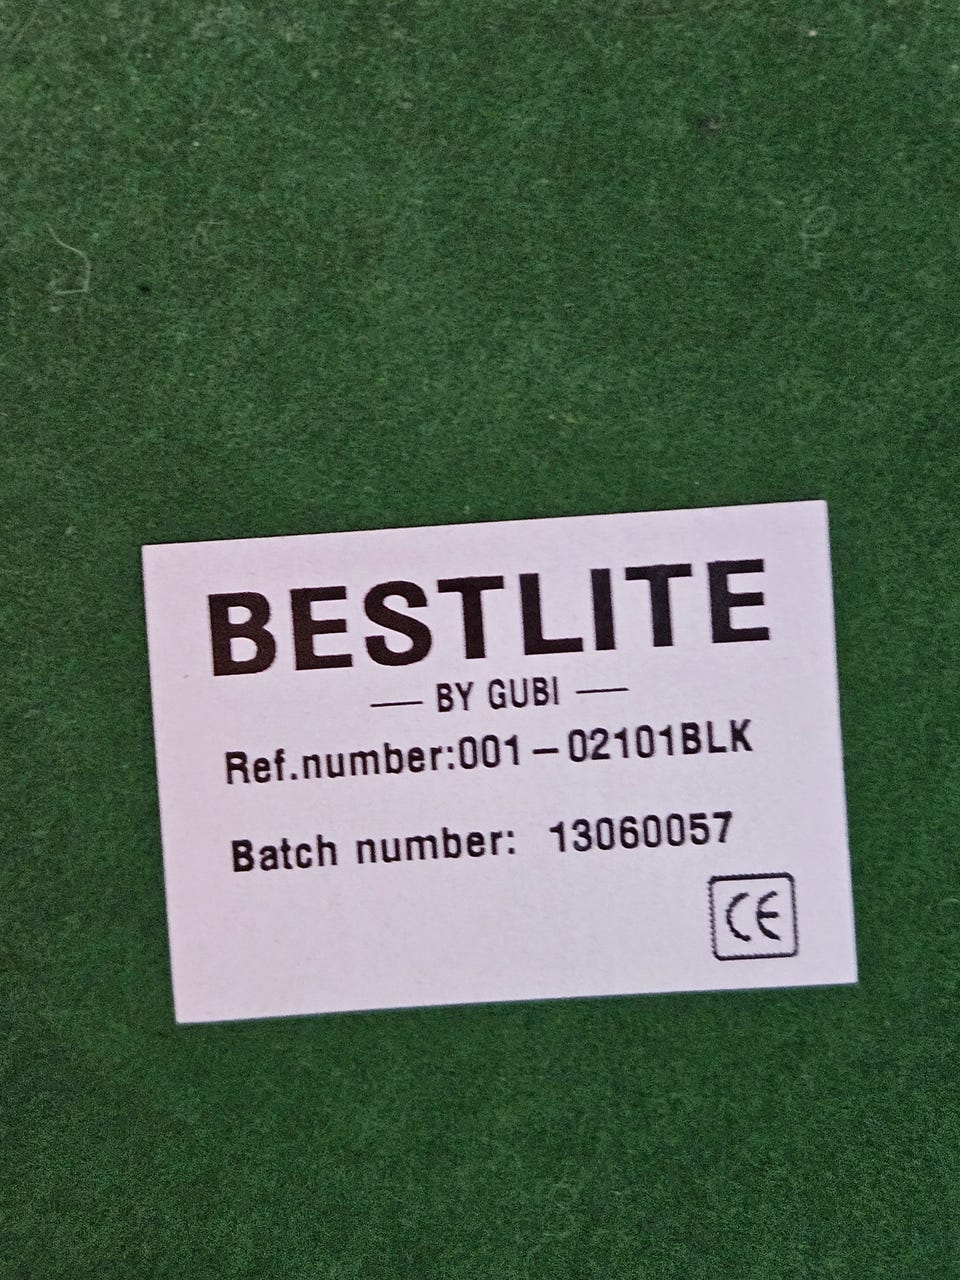 BESTLITE
— BY GUBI —
Ref.number:001 – 02101BLK
Batch number: 13060057
CE